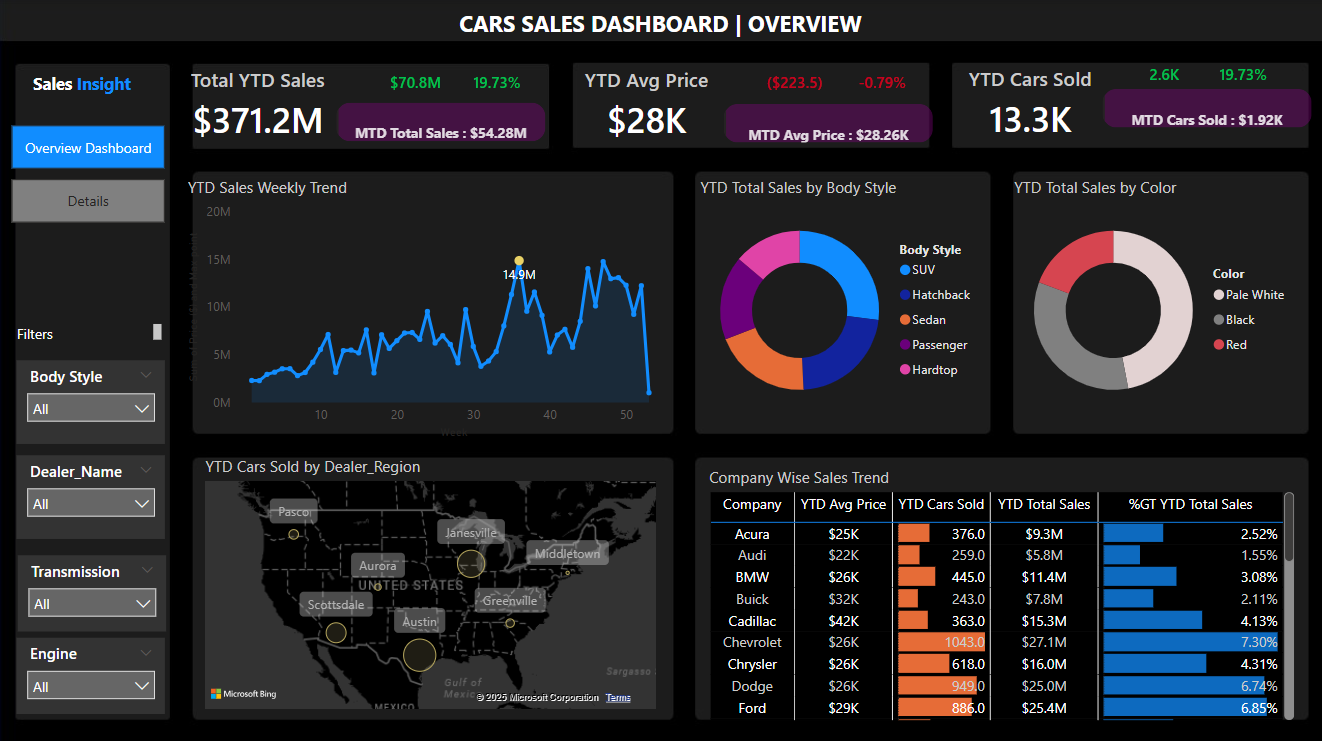 CARS SALES DASHBOARD | OVERVIEW
Sales Insight
Overview Dashboard
Details
Filters
Body Style
All
Dealer_Name
All
Transmission
All
Engine
All
Total YTD Sales
$70.8M 19.73%
$371.2M
MTD Total Sales : $54.28M
YTD Avg Price
($223.5) -0.79%
$28K
MTD Avg Price : $28.26K
YTD Cars Sold
2.6K 19.73%
13.3K
MTD Cars Sold : $1.92K
YTD Sales Weekly Trend
20M
15M
10M
5M
0M
14.9M
10 20 30 40 50
Week
YTD Total Sales by Body Style
Body Style
SUV
Hatchback
Sedan
Passenger
Hardtop
YTD Total Sales by Color
Color
Pale White
Black
Red
YTD Cars Sold by Dealer_Region
Pasco
Janesville
Middletown
Aurora
UNITED STATES
Scottsdale
Greenville
Austin
Sargasso
Gulf of
Mexico
MEXICO
Microsoft Bing
© 2025 Microsoft Corporation Terms
Company Wise Sales Trend
Company YTD Avg Price YTD Cars Sold YTD Total Sales %GT YTD Total Sales
Acura $25K 376.0 $9.3M 2.52%
Audi $22K 259.0 $5.8M 1.55%
BMW $26K 445.0 $11.4M 3.08%
Buick $32K 243.0 $7.8M 2.11%
Cadillac $42K 363.0 $15.3M 4.13%
Chevrolet $26K 1043.0 $27.1M 7.30%
Chrysler $26K 618.0 $16.0M 4.31%
Dodge $26K 949.0 $25.0M 6.74%
Ford $29K 886.0 $25.4M 6.85%